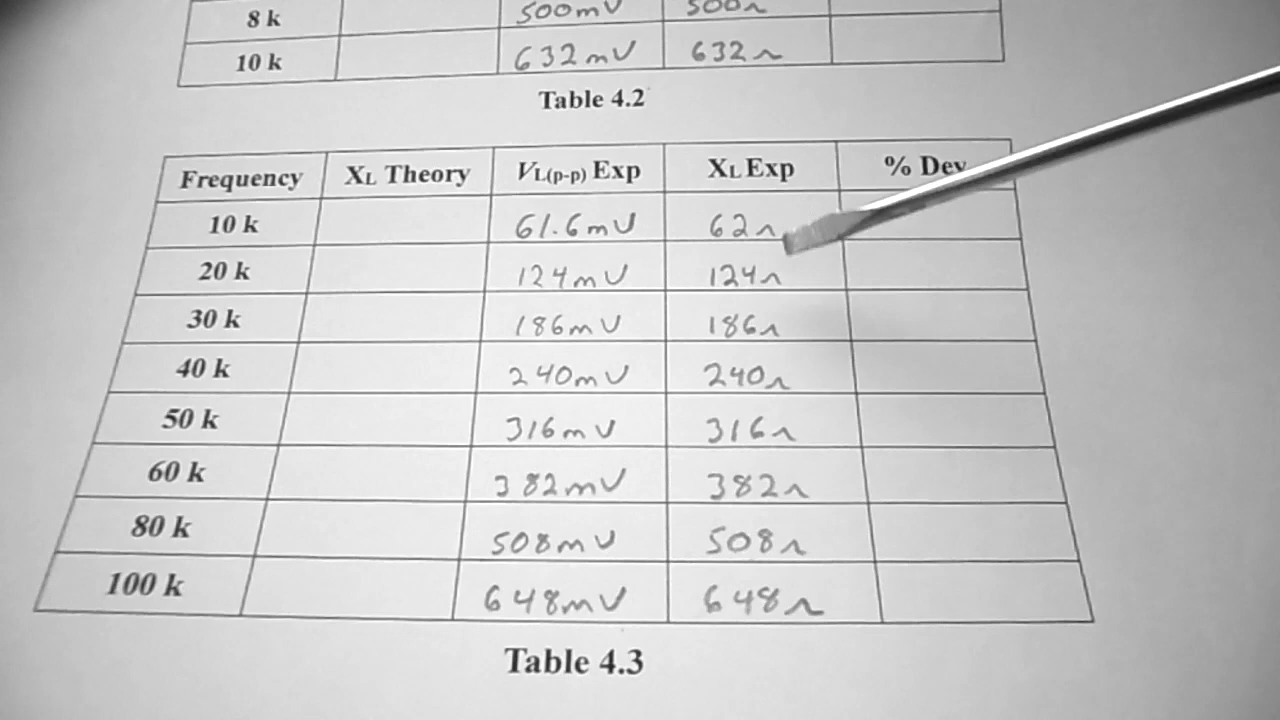 8 k 500mV 500Ω
10 k 632mV 632Ω
Table 4.2
Frequency XL Theory VL(p-p) Exp XL Exp % Dev
10 k 61.6mV 62Ω
20 k 124mV 124Ω
30 k 186mV 186Ω
40 k 240mV 240Ω
50 k 316mV 316Ω
60 k 382mV 382Ω
80 k 508mV 508Ω
100 k 648mV 648Ω
Table 4.3